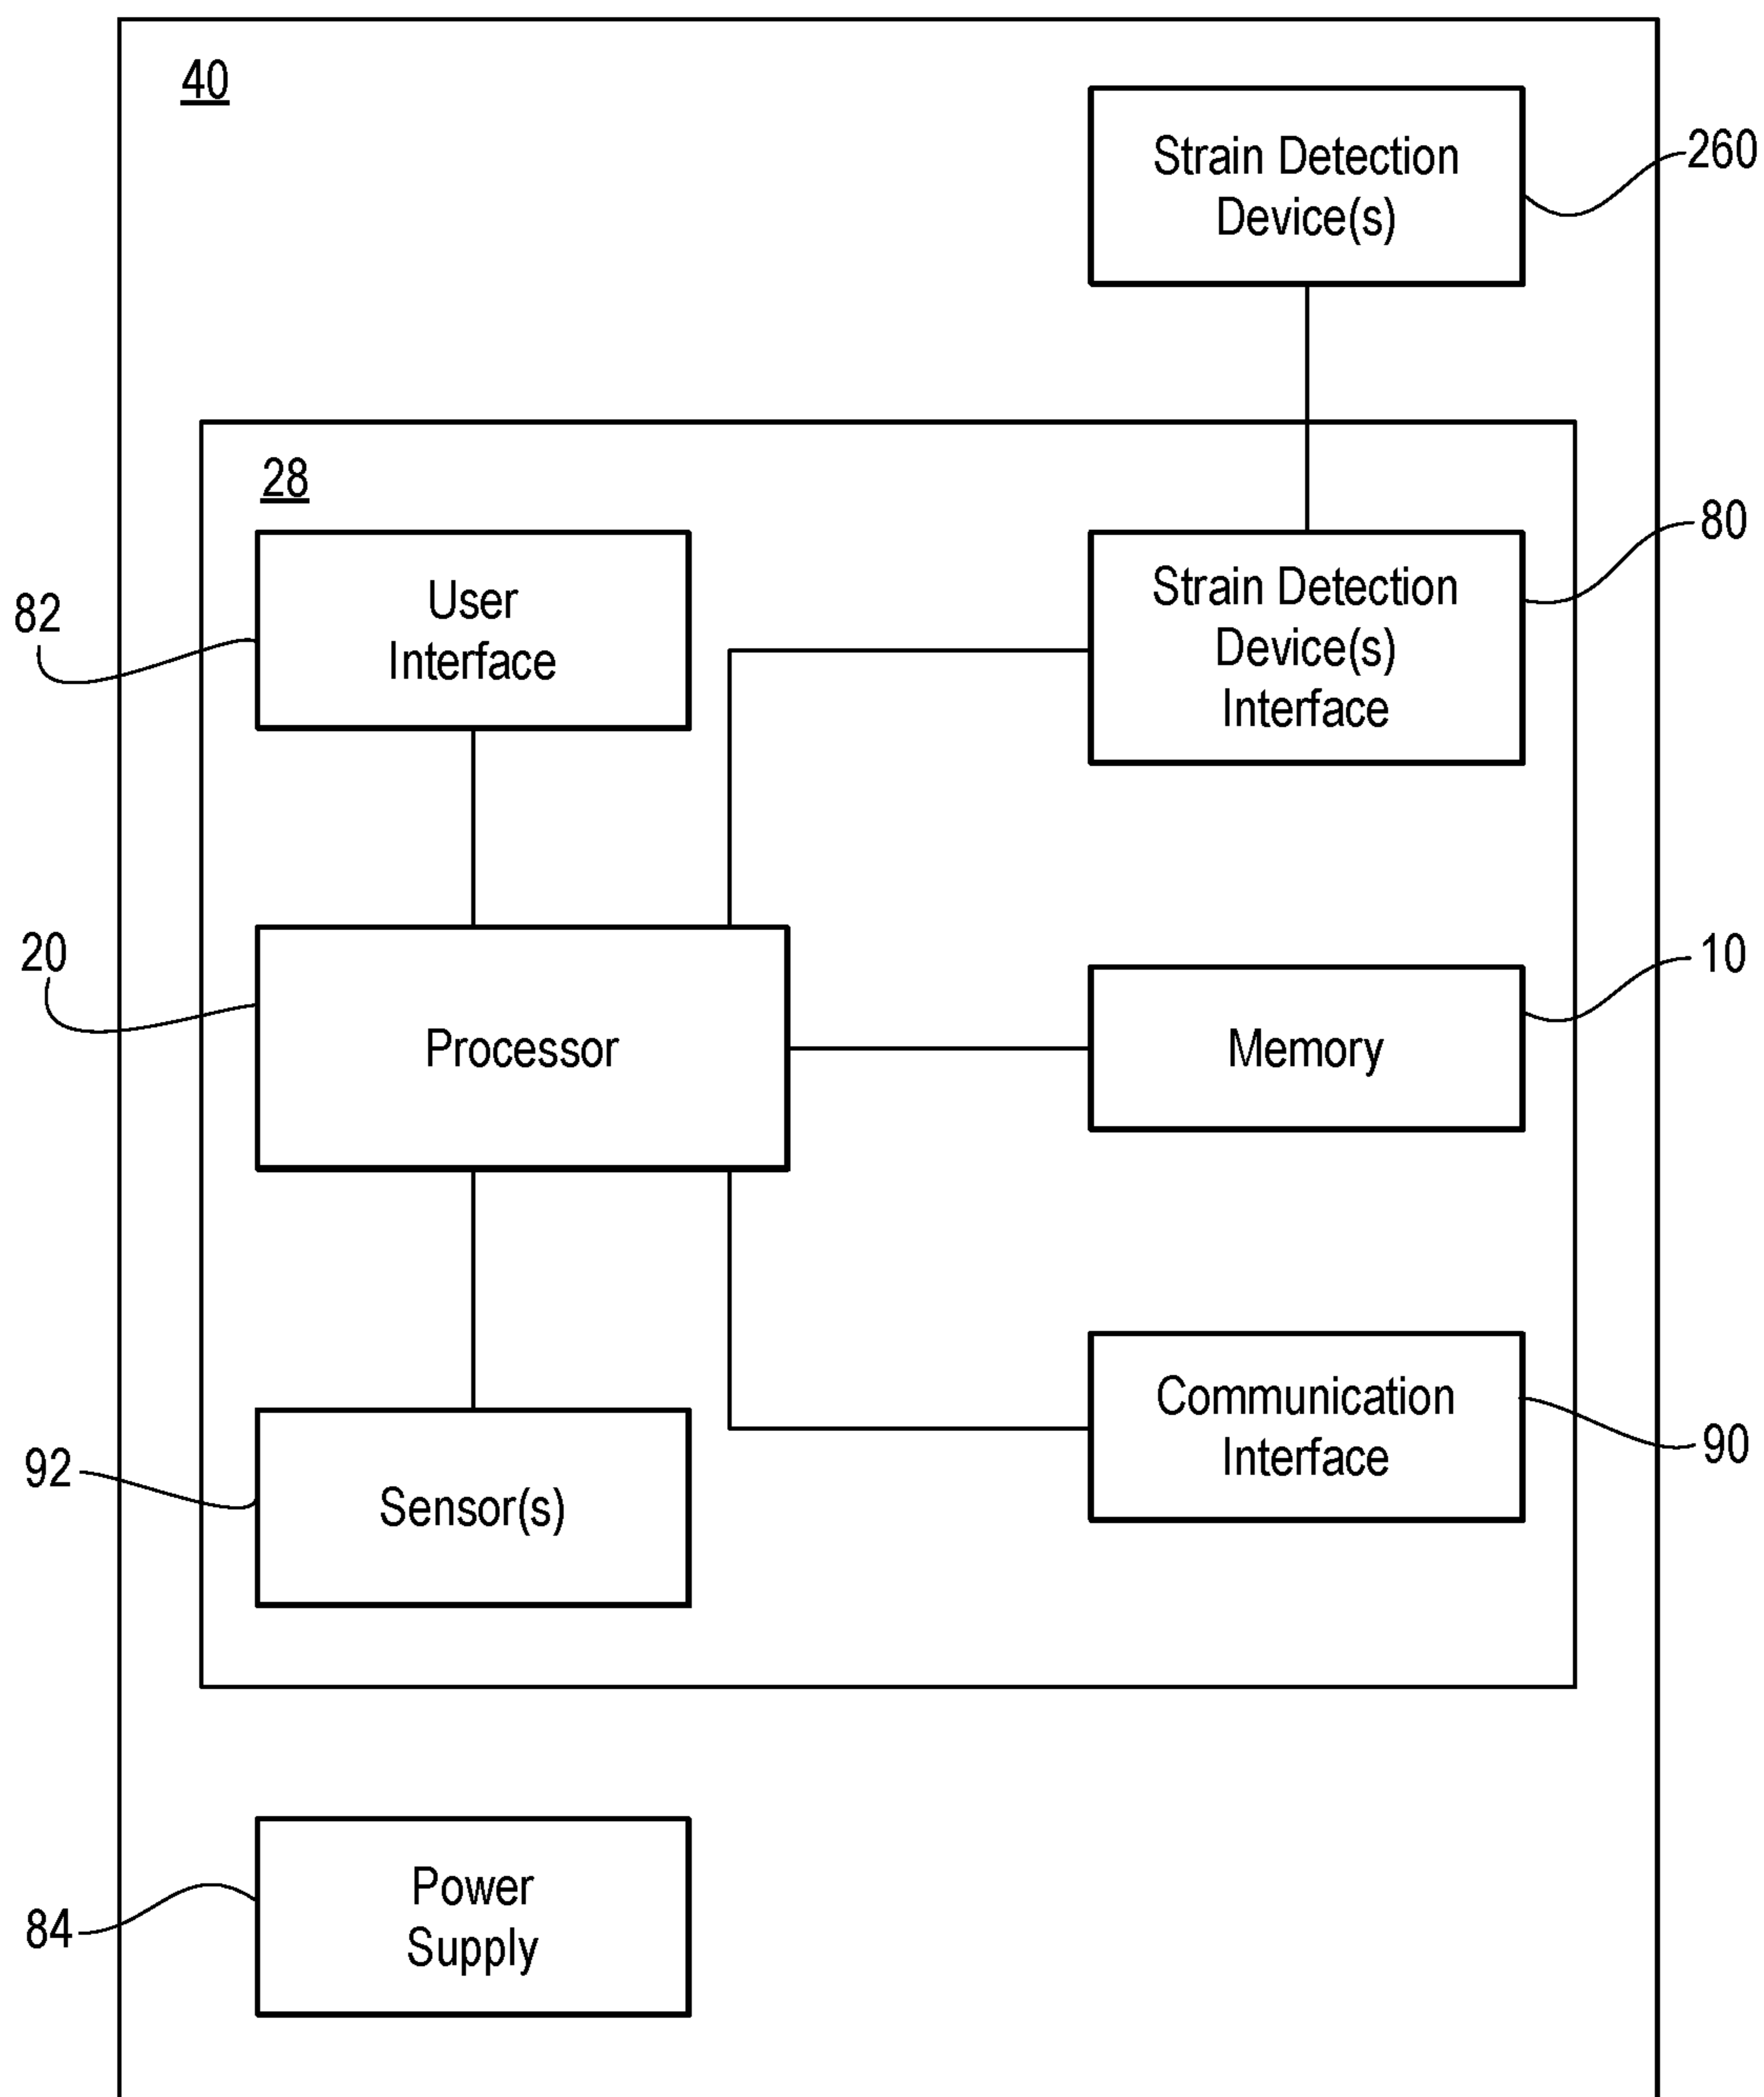 40
Strain Detection
Device(s)
260
28
User
Interface
82
Strain Detection
Device(s)
Interface
80
20
Processor
Memory
10
Communication
Interface
90
92
Sensor(s)
Power
Supply
84